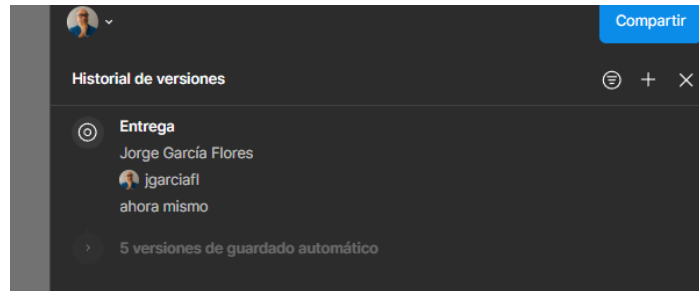 Compartir
Historial de versiones
Entrega
Jorge García Flores
jgarciafl
ahora mismo
5 versiones de guardado automático